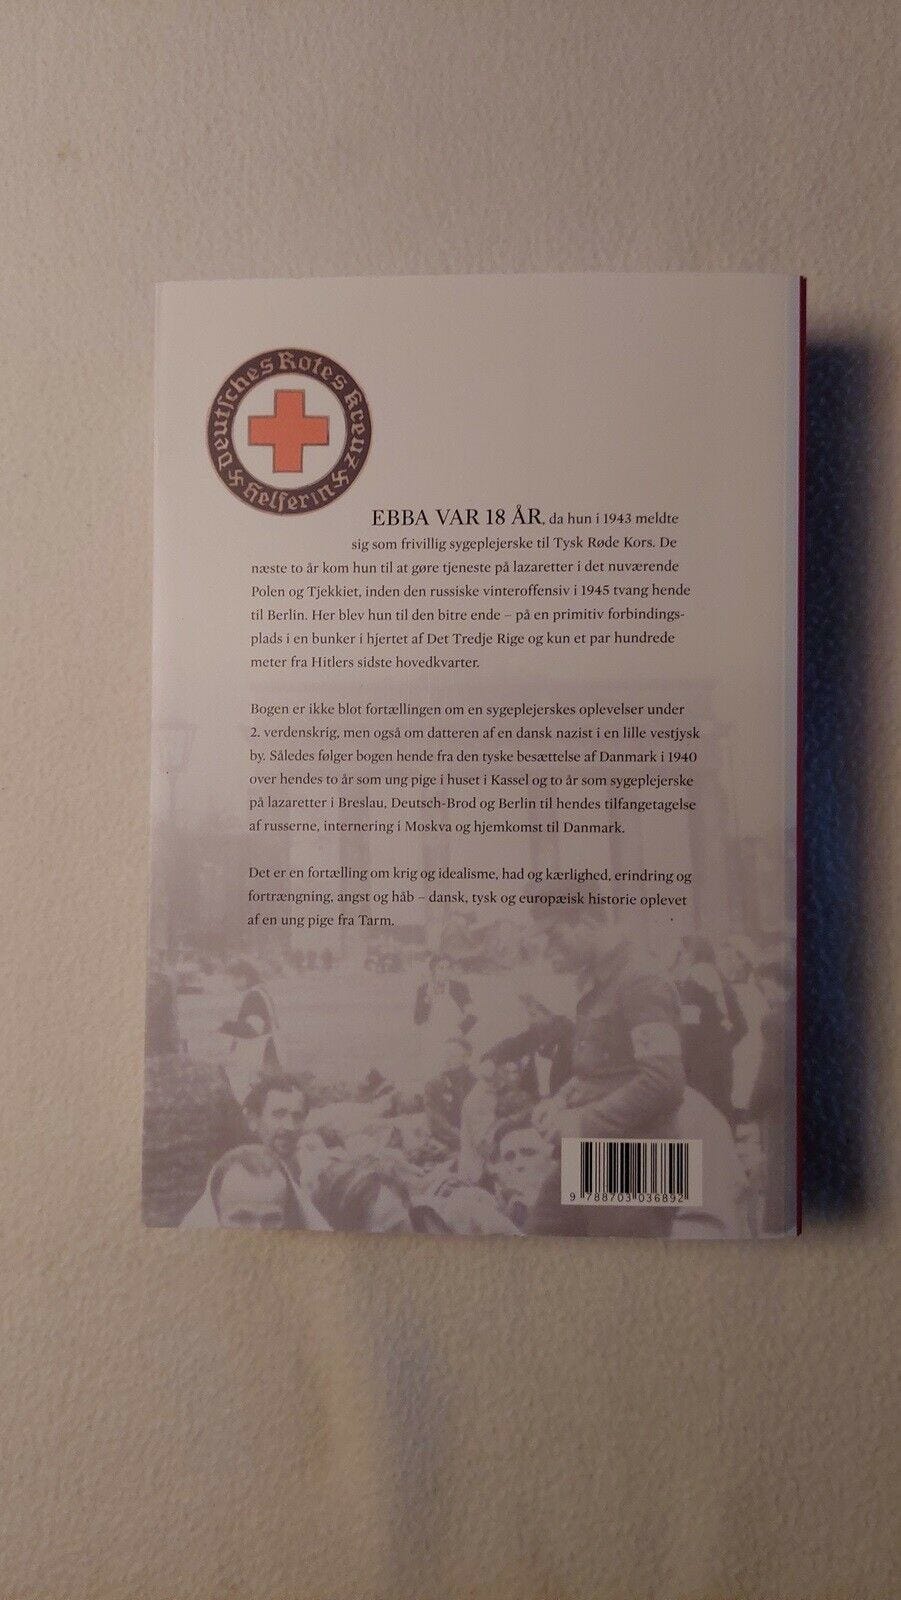 Deutsches Rotes Kreuz
Helferin
EBBA VAR 18 ÅR, da hun i 1943 meldte
sig som frivillig sygeplejerske til Tysk Røde Kors. De
næste to år kom hun til at gøre tjeneste på lazaretter i det nuværende
Polen og Tjekkiet, inden den russiske vinteroffensiv i 1945 tvang hende
til Berlin. Her blev hun til den bitre ende – på en primitiv forbindings-
plads i en bunker i hjertet af Det Tredje Rige og kun et par hundrede
meter fra Hitlers sidste hovedkvarter.
Bogen er ikke blot fortællingen om en sygeplejerskes oplevelser under
2. verdenskrig, men også om datteren af en dansk nazist i en lille vestjysk
by. Således følger bogen hende fra den tyske besættelse af Danmark i 1940
over hendes to år som ung pige i huset i Kassel og to år som sygeplejerske
på lazaretter i Breslau, Deutsch-Brod og Berlin til hendes tilfangetagelse
af russerne, internering i Moskva og hjemkomst til Danmark.
Det er en fortælling om krig og idealisme, had og kærlighed, erindring og
fortrængning, angst og håb – dansk, tysk og europæisk historie oplevet
af en ung pige fra Tarm.
9 788703 036892